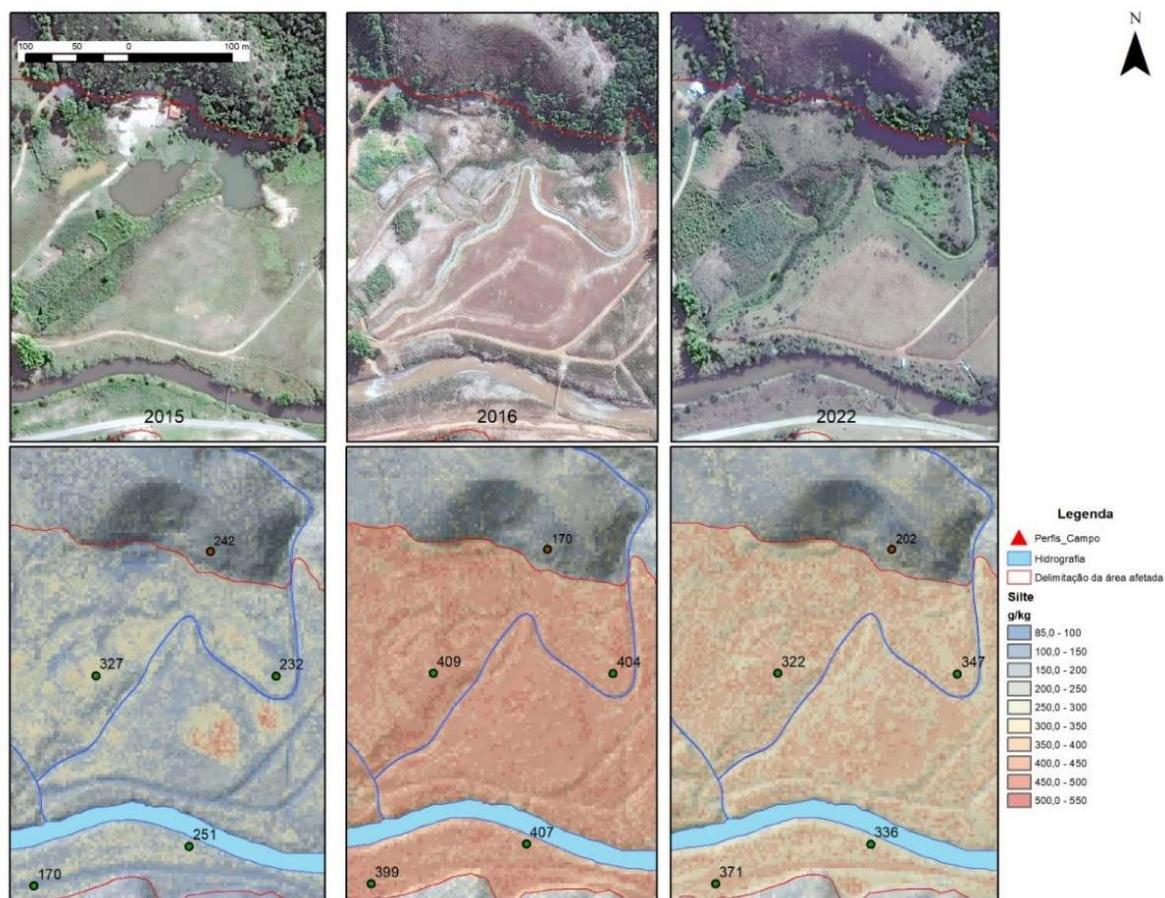 N
100 50 0 100 m
2015
2016
2022
242
327
232
251
170
170
409
404
407
399
202
322
347
336
371
Legenda
Perfis_Campo
Hidrografia
Delimitação da área afetada
Silte
g/kg
85,0 - 100
100,0 - 150
150,0 - 200
200,0 - 250
250,0 - 300
300,0 - 350
350,0 - 400
400,0 - 450
450,0 - 500
500,0 - 550